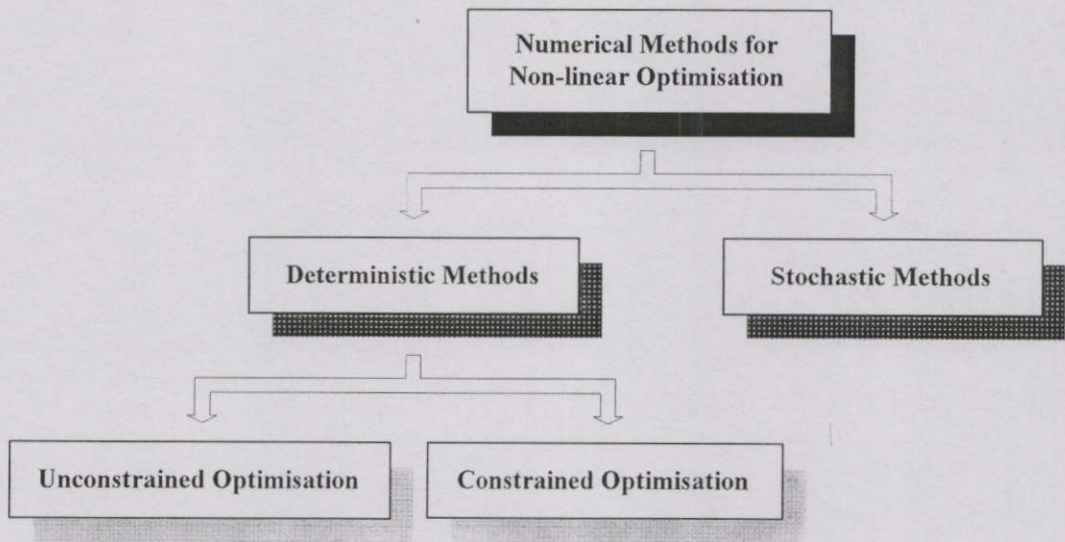 Numerical Methods for
Non-linear Optimisation
Deterministic Methods
Stochastic Methods
Unconstrained Optimisation
Constrained Optimisation